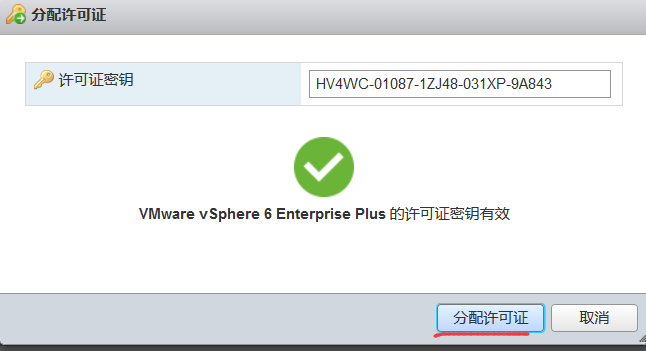 分配许可证
许可证密钥
HV4WC-01087-1ZJ48-031XP-9A843
VMware vSphere 6 Enterprise Plus 的许可证密钥有效
分配许可证
取消